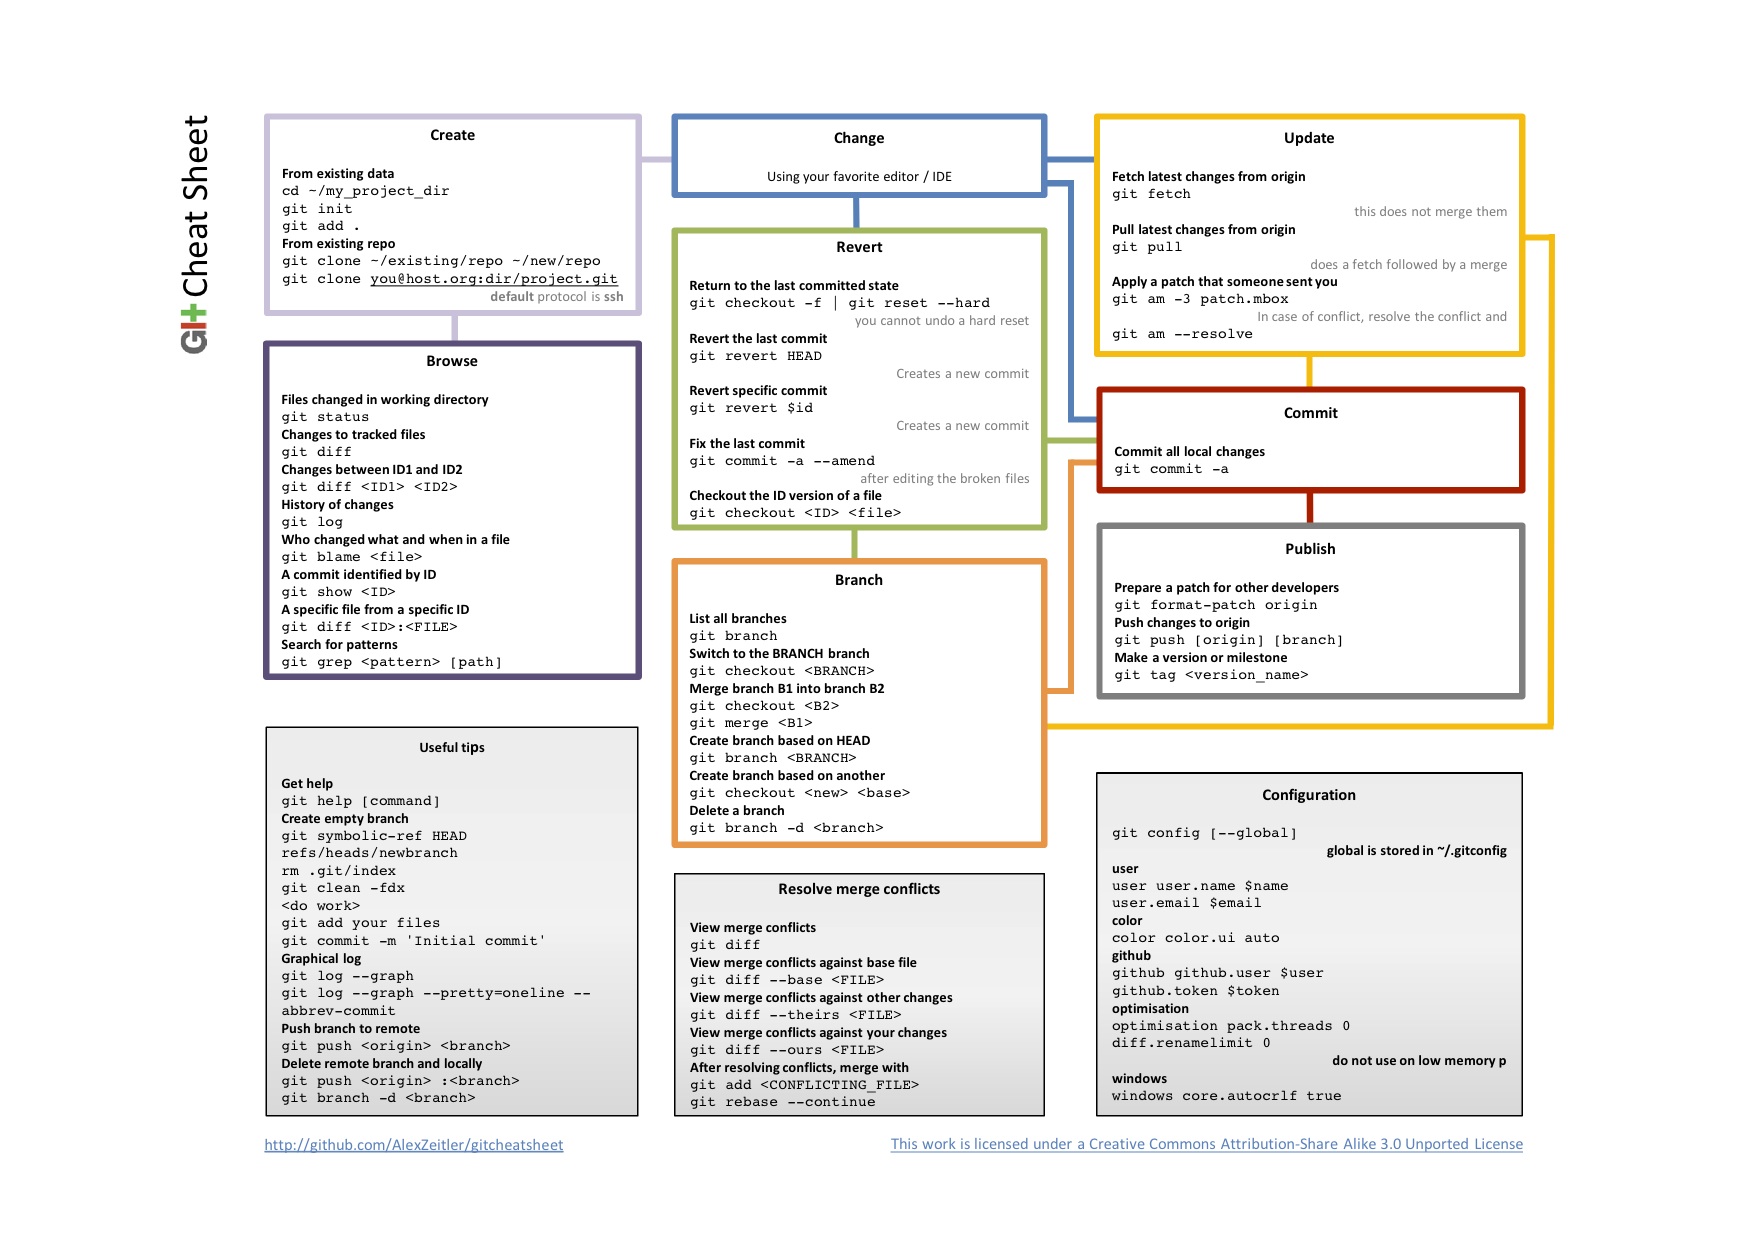 Git Cheat Sheet
Create
From existing data
cd ~/my_project_dir
git init
git add .
From existing repo
git clone ~/existing/repo ~/new/repo
git clone you@host.org:dir/project.git
default protocol is ssh
Browse
Files changed in working directory
git status
Changes to tracked files
git diff
Changes between ID1 and ID2
git diff <ID1> <ID2>
History of changes
git log
Who changed what and when in a file
git blame <file>
A commit identified by ID
git show <ID>
A specific file from a specific ID
git diff <ID>:<FILE>
Search for patterns
git grep <pattern> [path]
Useful tips
Get help
git help [command]
Create empty branch
git symbolic-ref HEAD
refs/heads/newbranch
rm .git/index
git clean -fdx
<do work>
git add your files
git commit -m 'Initial commit'
Graphical log
git log --graph
git log --graph --pretty=oneline --
abbrev-commit
Push branch to remote
git push <origin> <branch>
Delete remote branch and locally
git push <origin> :<branch>
git branch -d <branch>
Change
Using your favorite editor / IDE
Revert
Return to the last committed state
git checkout -f | git reset --hard
you cannot undo a hard reset
Revert the last commit
git revert HEAD
Creates a new commit
Revert specific commit
git revert $id
Creates a new commit
Fix the last commit
git commit -a --amend
after editing the broken files
Checkout the ID version of a file
git checkout <ID> <file>
Branch
List all branches
git branch
Switch to the BRANCH branch
git checkout <BRANCH>
Merge branch B1 into branch B2
git checkout <B2>
git merge <B1>
Create branch based on HEAD
git branch <BRANCH>
Create branch based on another
git checkout <new> <base>
Delete a branch
git branch -d <branch>
Resolve merge conflicts
View merge conflicts
git diff
View merge conflicts against base file
git diff --base <FILE>
View merge conflicts against other changes
git diff --theirs <FILE>
View merge conflicts against your changes
git diff --ours <FILE>
After resolving conflicts, merge with
git add <CONFLICTING_FILE>
git rebase --continue
Update
Fetch latest changes from origin
git fetch
this does not merge them
Pull latest changes from origin
git pull
does a fetch followed by a merge
Apply a patch that someone sent you
git am -3 patch.mbox
In case of conflict, resolve the conflict and
git am --resolve
Commit
Commit all local changes
git commit -a
Publish
Prepare a patch for other developers
git format-patch origin
Push changes to origin
git push [origin] [branch]
Make a version or milestone
git tag <version_name>
Configuration
git config [--global]
global is stored in ~/.gitconfig
user
user user.name $name
user.email $email
color
color color.ui auto
github
github github.user $user
github.token $token
optimisation
optimisation pack.threads 0
diff.renamelimit 0
do not use on low memory p
windows
windows core.autocrlf true
http://github.com/AlexZeitler/gitcheatsheet
This work is licensed under a Creative Commons Attribution-Share Alike 3.0 Unported License